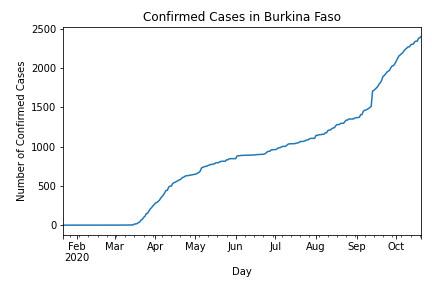 Confirmed Cases in Burkina Faso
2500
2000
1500
1000
500
0
Number of Confirmed Cases
Feb Mar Apr May Jun Jul Aug Sep Oct
2020
Day